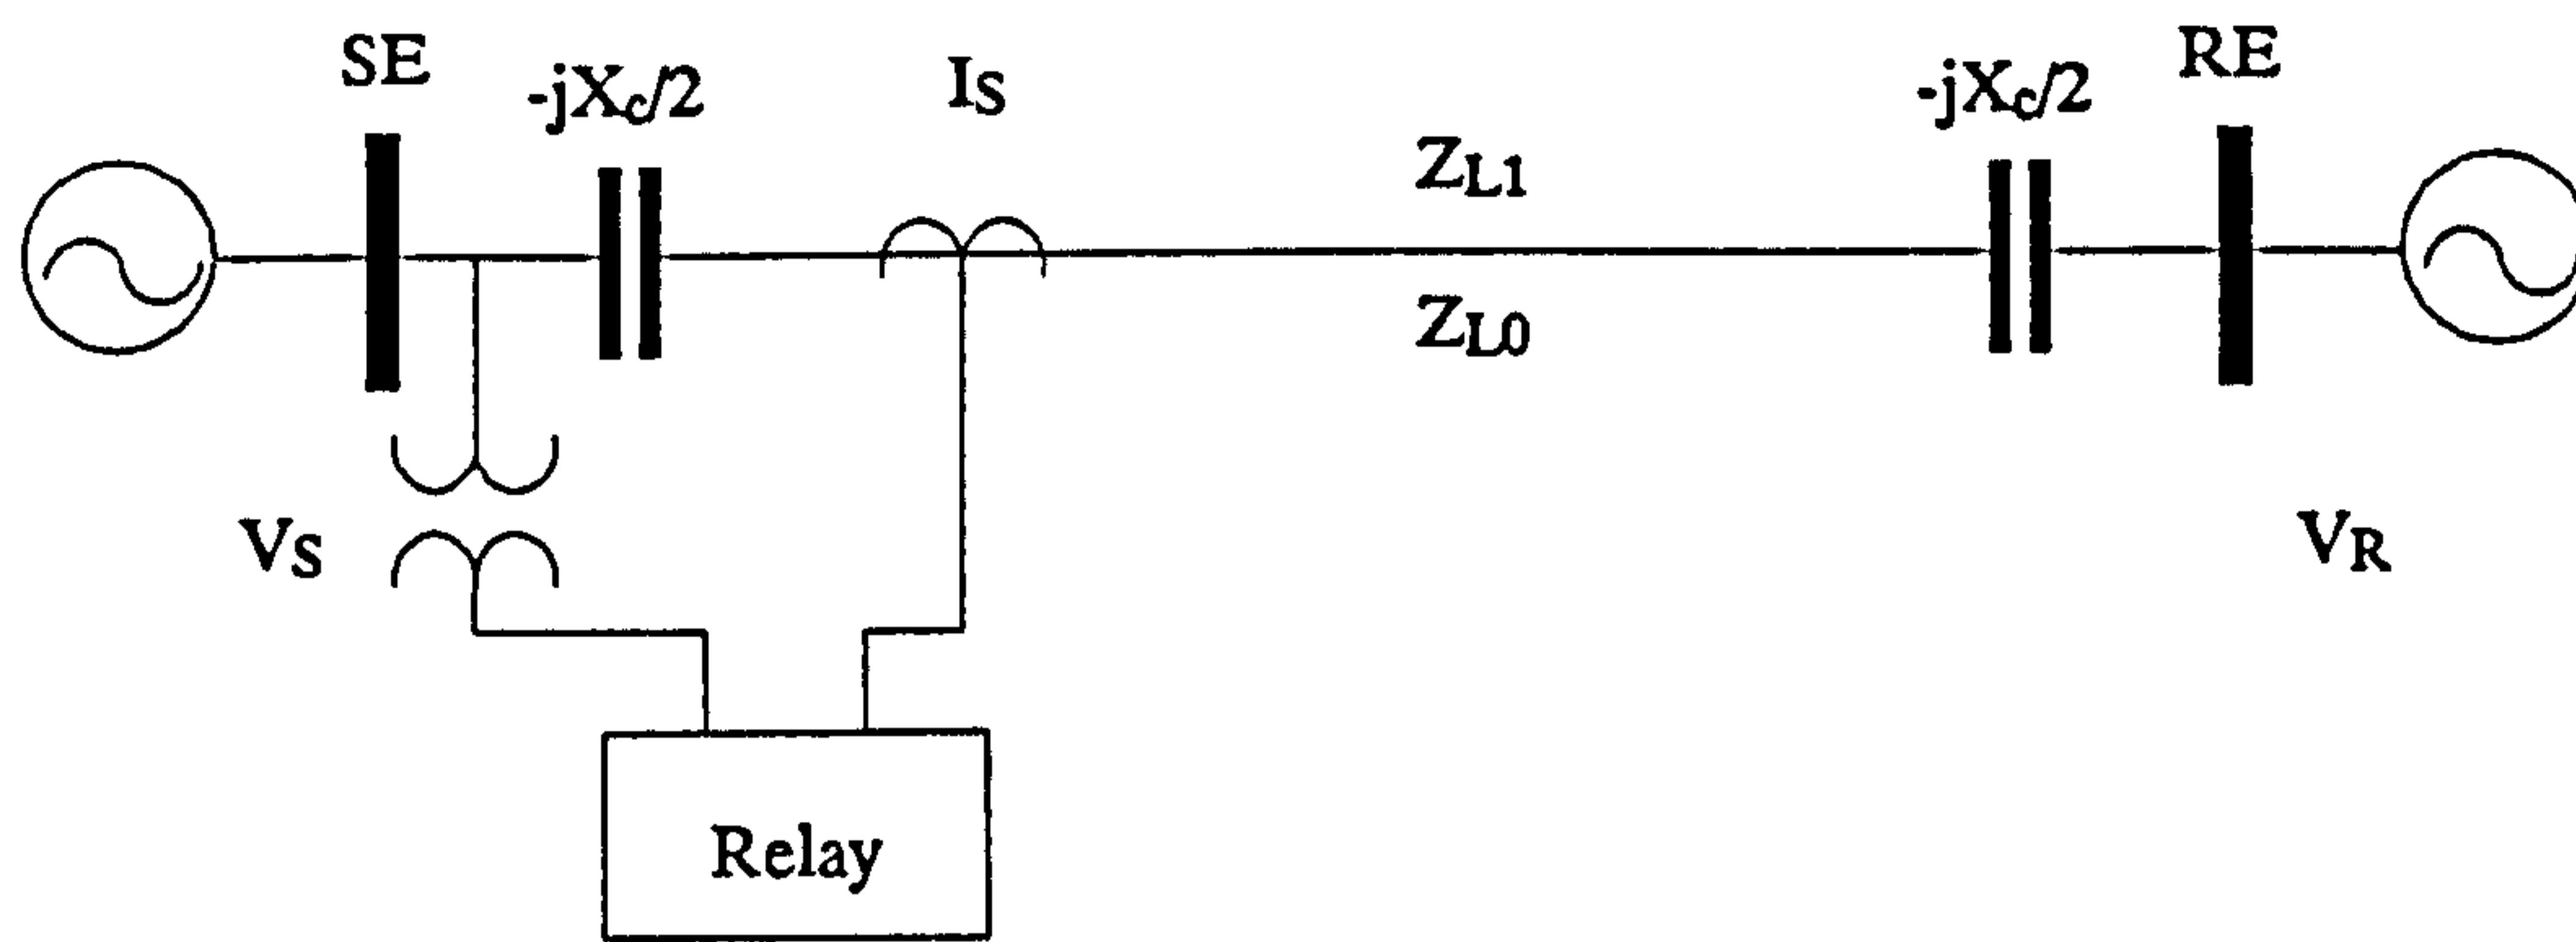 SE
-jXc/2
IS
ZL1
ZL0
-jXc/2
RE
VS
VR
Relay